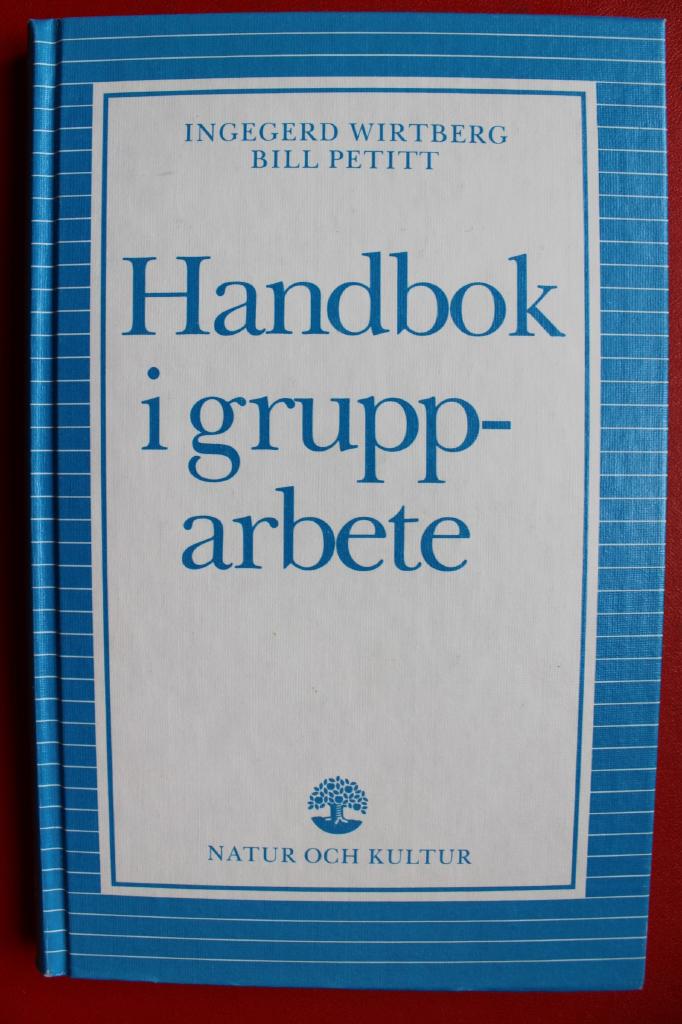 INGEGERD WIRTBERG
BILL PETITT
Handbok
i grupp-
arbete
NATUR OCH KULTUR